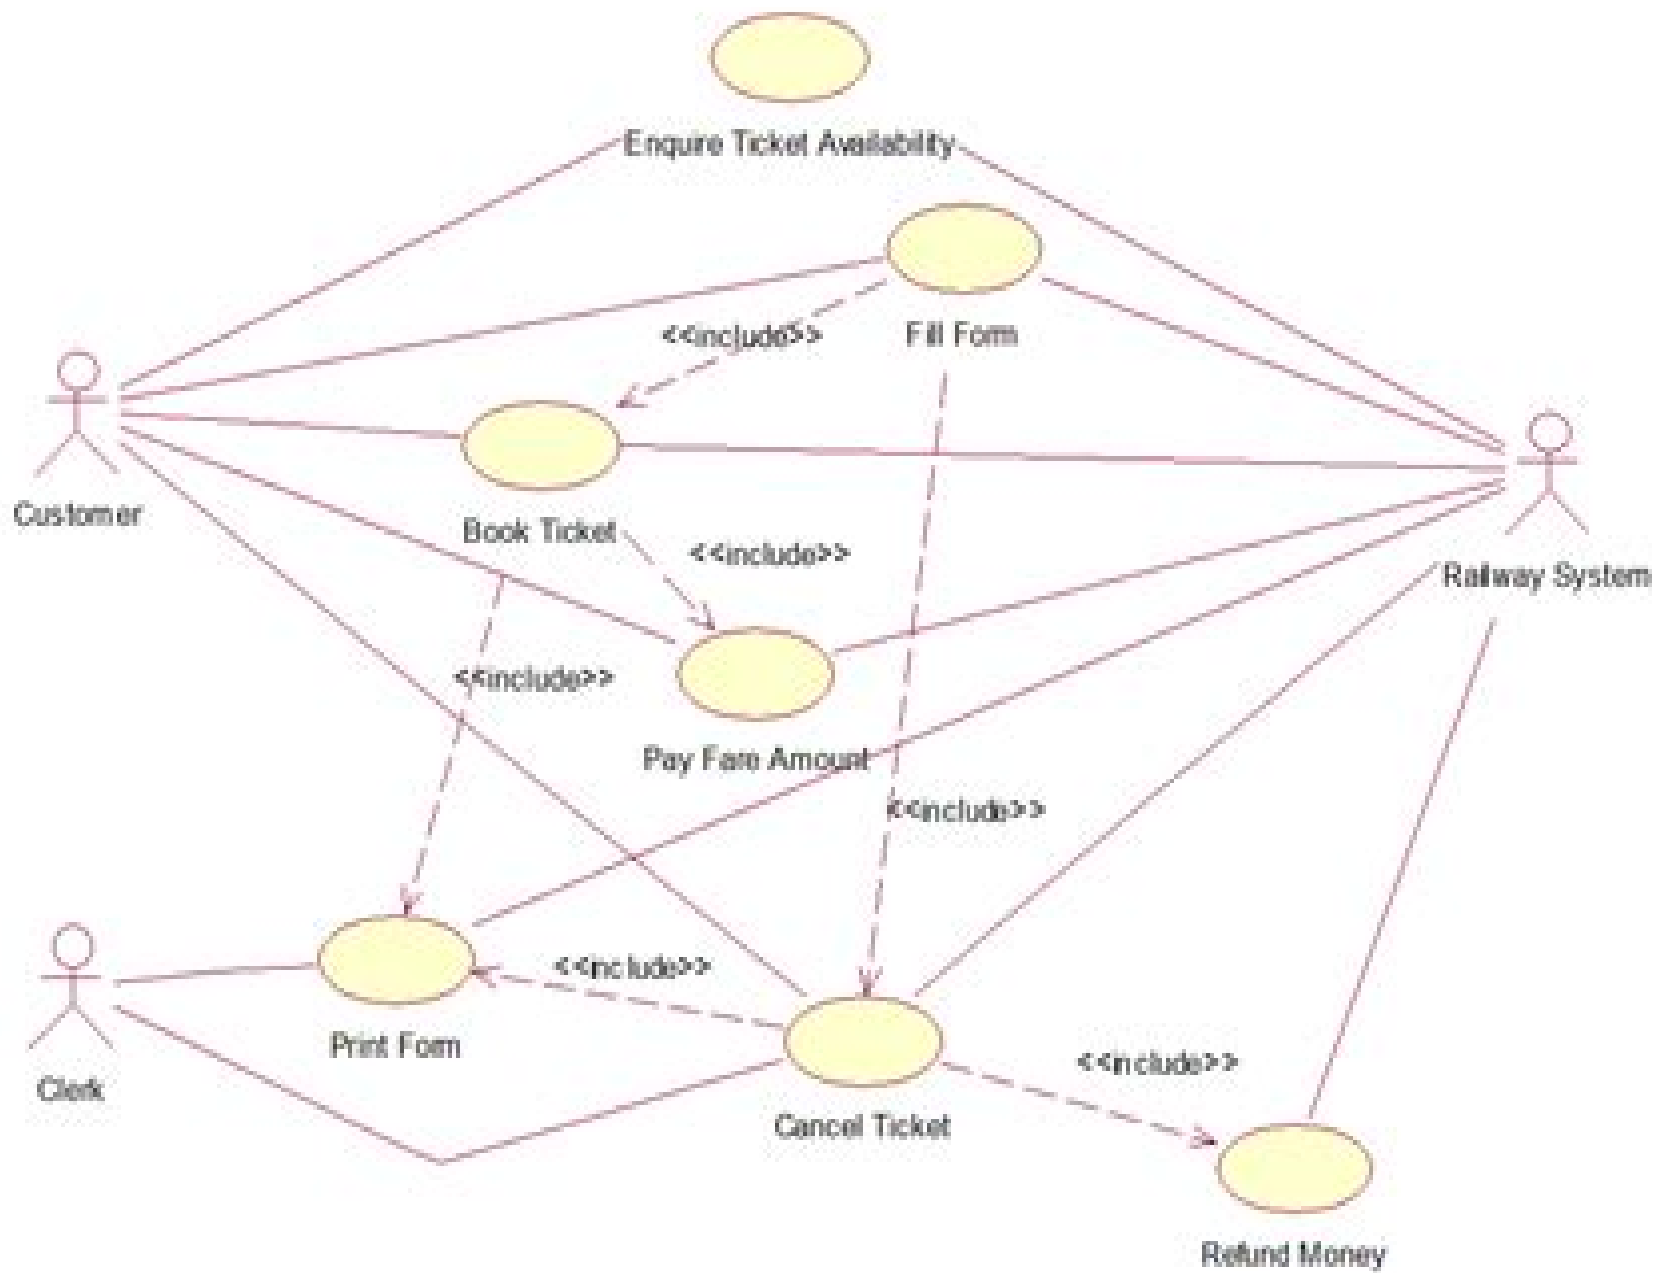 Enquire Ticket Availability
<<include>>
Fill Form
Customer
Book Ticket
<<include>>
Railway System
<<include>>
Pay Fare Amount
<<include>>
<<include>>
Print Form
<<include>>
Clerk
Cancel Ticket
Refund Money